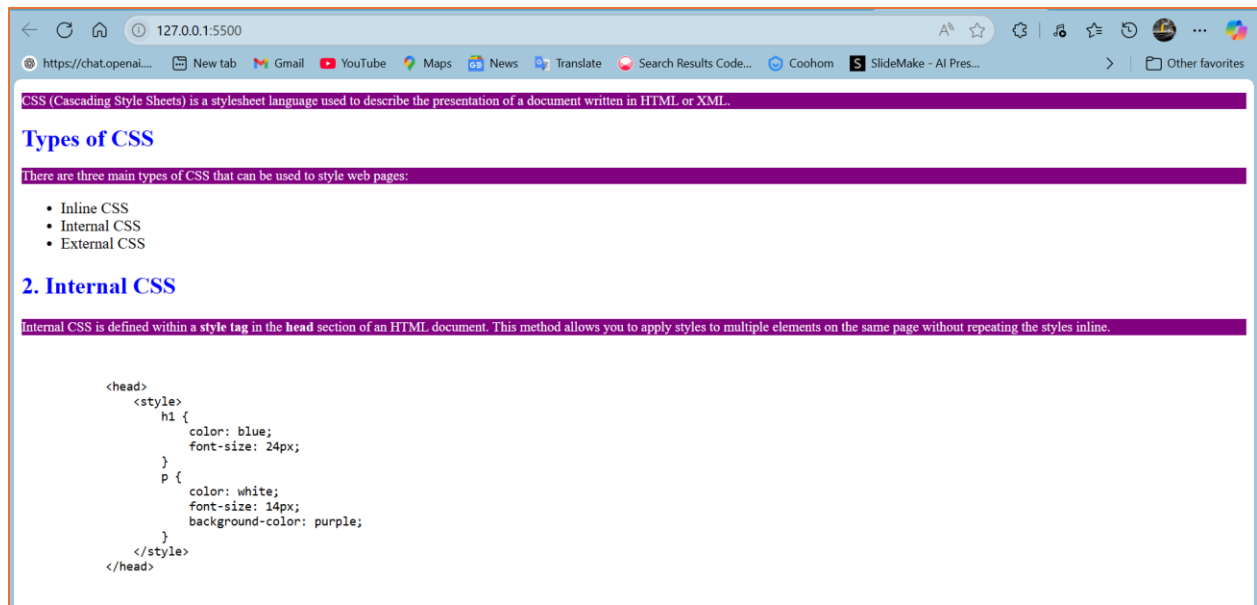 127.0.0.1:5500
https://chat.openai.... New tab Gmail YouTube Maps News Translate Search Results Code... Coohom SlideMake - AI Pres... Other favorites
CSS (Cascading Style Sheets) is a stylesheet language used to describe the presentation of a document written in HTML or XML.
Types of CSS
There are three main types of CSS that can be used to style web pages:
• Inline CSS
• Internal CSS
• External CSS
2. Internal CSS
Internal CSS is defined within a style tag in the head section of an HTML document. This method allows you to apply styles to multiple elements on the same page without repeating the styles inline.
<head>
    <style>
        h1 {
            color: blue;
            font-size: 24px;
        }
        p {
            color: white;
            font-size: 14px;
            background-color: purple;
        }
    </style>
</head>